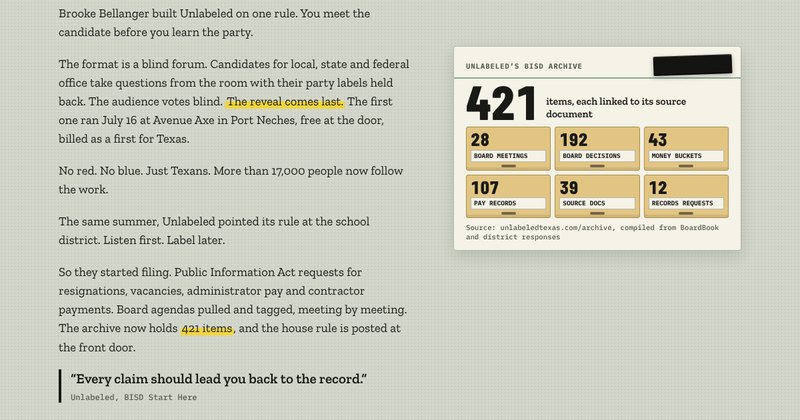 Brooke Bellanger built Unlabeled on one rule. You meet the
candidate before you learn the party.
The format is a blind forum. Candidates for local, state and federal
office take questions from the room with their party labels held
back. The audience votes blind. The reveal comes last. The first
one ran July 16 at Avenue Axe in Port Neches, free at the door,
billed as a first for Texas.
No red. No blue. Just Texans. More than 17,000 people now follow
the work.
The same summer, Unlabeled pointed its rule at the school
district. Listen first. Label later.
So they started filing. Public Information Act requests for
resignations, vacancies, administrator pay and contractor
payments. Board agendas pulled and tagged, meeting by meeting.
The archive now holds 421 items, and the house rule is posted at
the front door.
“Every claim should lead you back to the record.”
Unlabeled, BISD Start Here
UNLABELED’S BISD ARCHIVE
421 items, each linked to its source
document
28
BOARD MEETINGS
192
BOARD DECISIONS
43
MONEY BUCKETS
107
PAY RECORDS
39
SOURCE DOCS
12
RECORDS REQUESTS
Source: unlabeledtexas.com/archive, compiled from BoardBook
and district responses